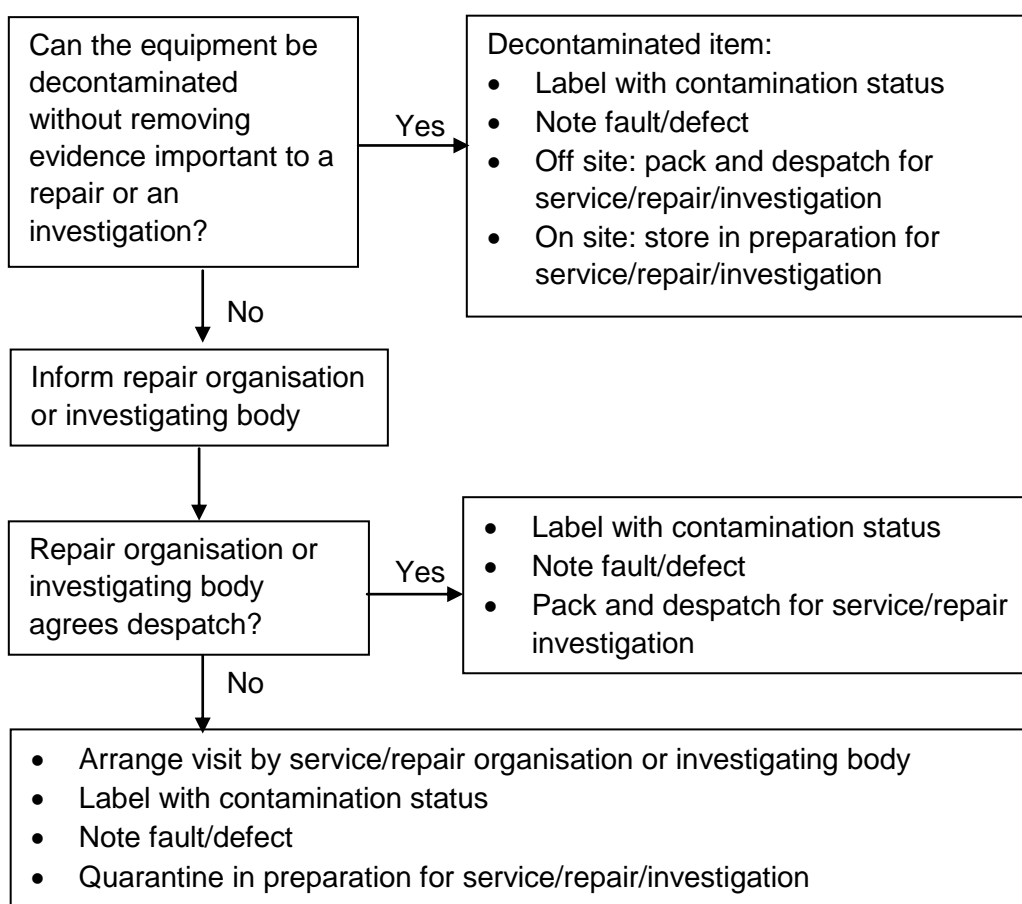 Can the equipment be
decontaminated
without removing
evidence important to a
repair or an
investigation?
Yes
Decontaminated item:
• Label with contamination status
• Note fault/defect
• Off site: pack and despatch for
service/repair/investigation
• On site: store in preparation for
service/repair/investigation
No
Inform repair organisation
or investigating body
Repair organisation or
investigating body
agrees despatch?
Yes
• Label with contamination status
• Note fault/defect
• Pack and despatch for service/repair
investigation
No
• Arrange visit by service/repair organisation or investigating body
• Label with contamination status
• Note fault/defect
• Quarantine in preparation for service/repair/investigation